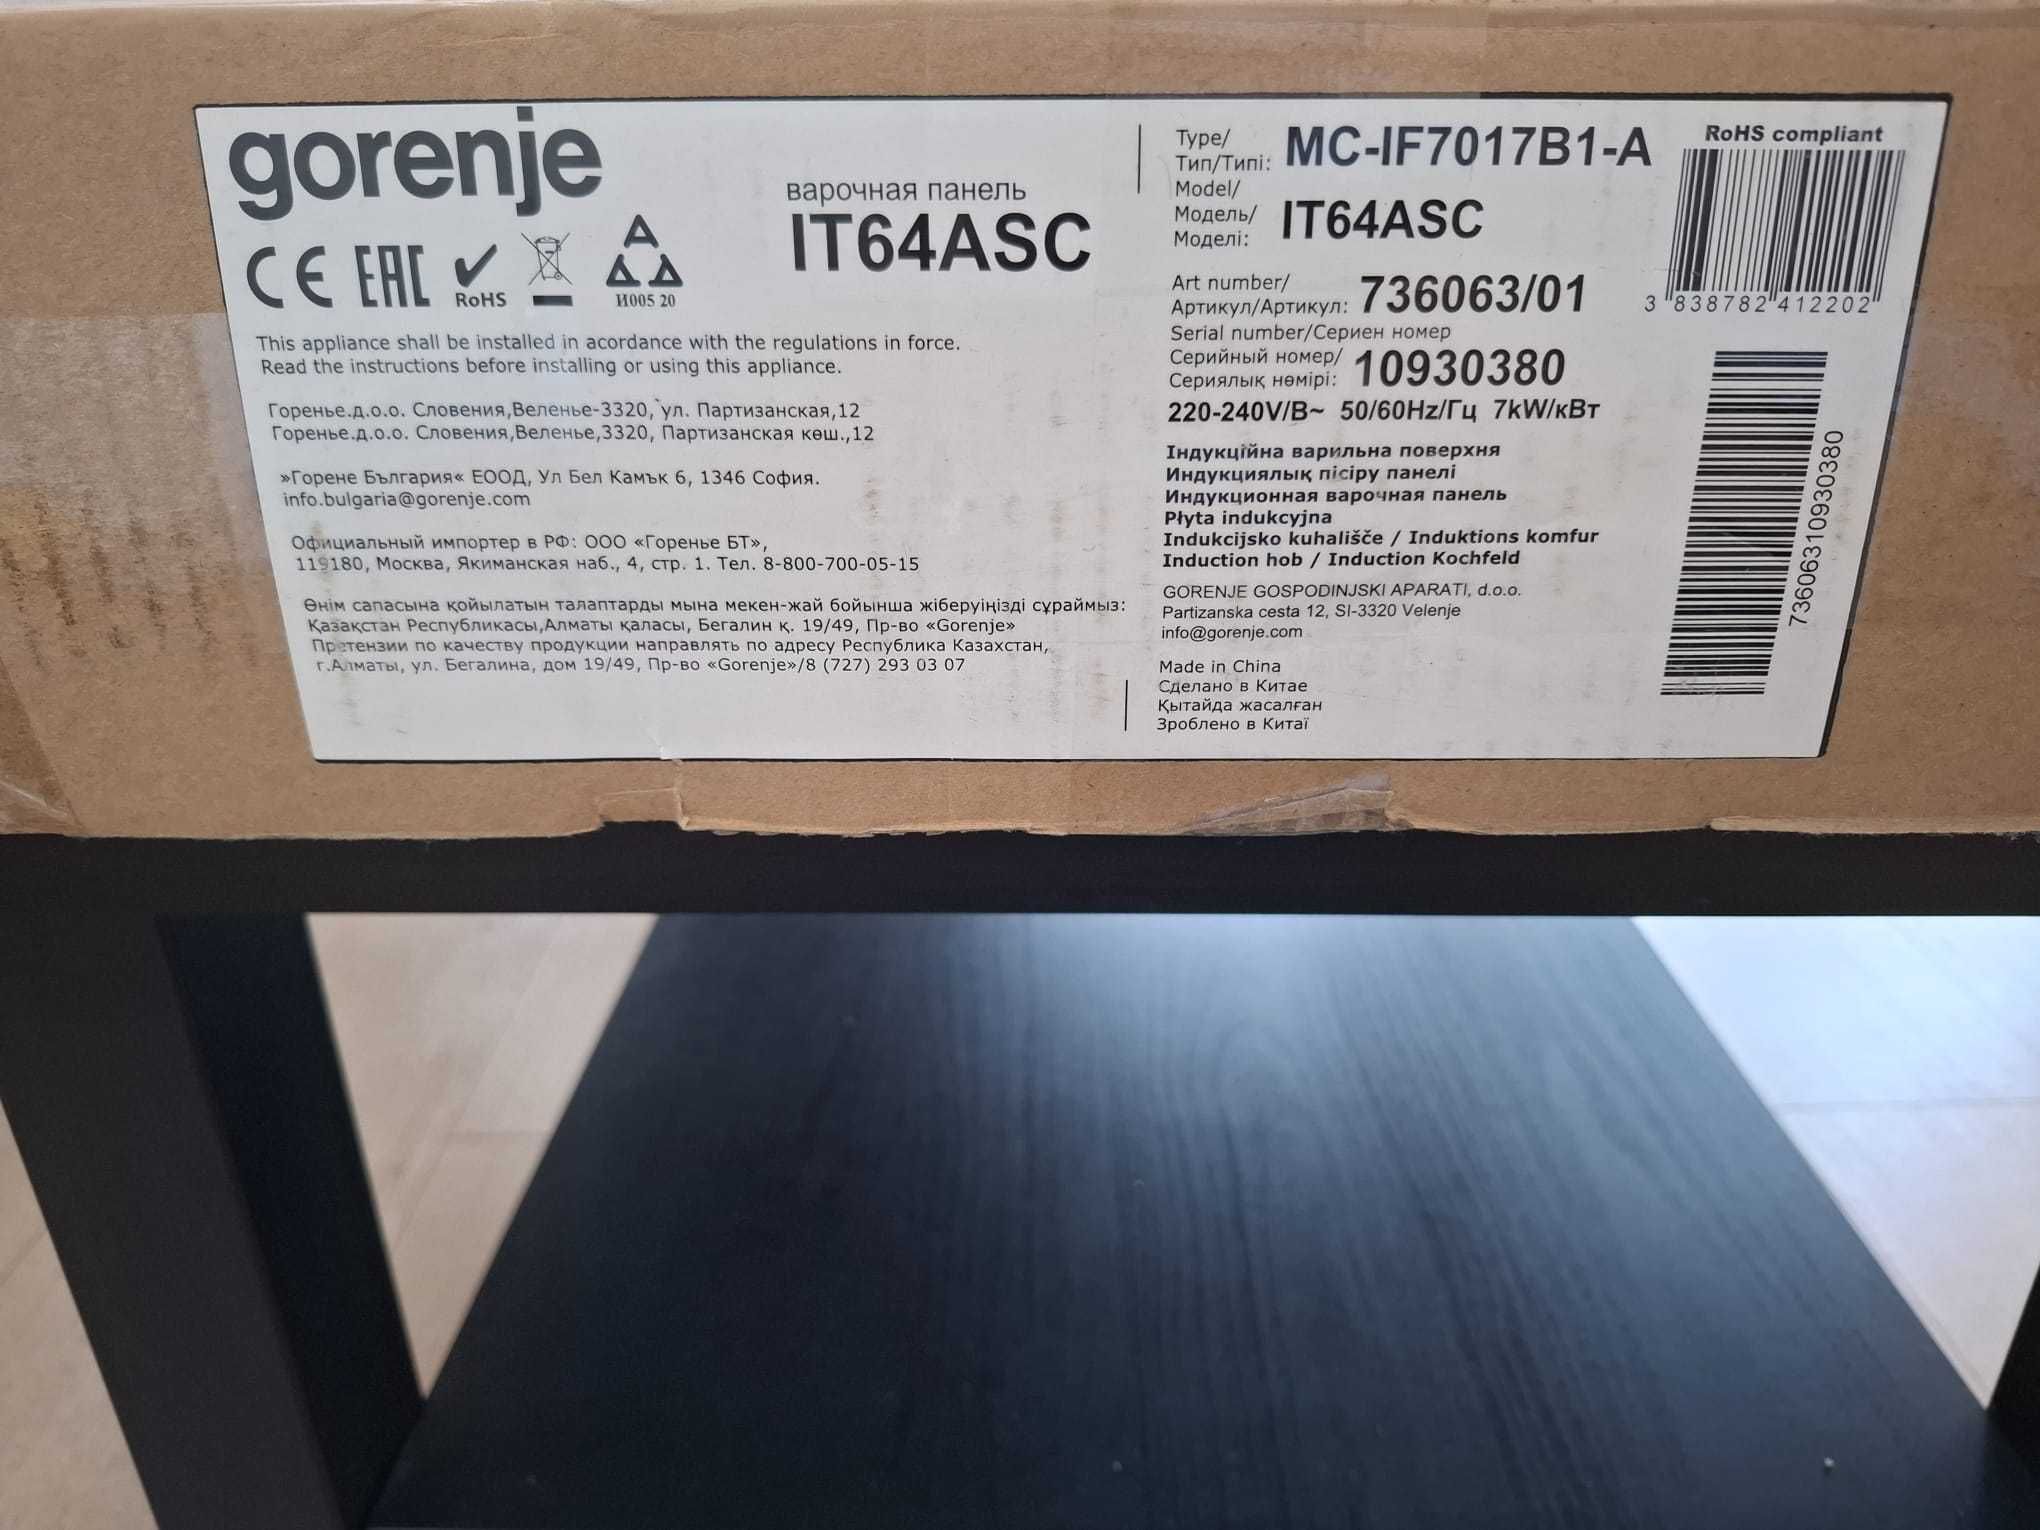 gorenje
CE EAC
RoHS
H005 20
варочная панель
IT64ASC
This appliance shall be installed in acordance with the regulations in force.
Read the instructions before installing or using this appliance.
Горенье.д.о.о. Словения,Веленье-3320, ул. Партизанская,12
Горенье.д.о.о. Словения,Веленье,3320, Партизанская көш.,12
»Горене България« ЕООД, Ул Бел Камък 6, 1346 София.
info.bulgaria@gorenje.com
Официальный импортер в РФ: ООО «Горенье БТ»,
119180, Москва, Якиманская наб., 4, стр. 1. Тел. 8-800-700-05-15
Өнім сапасына қойылатын талаптарды мына мекен-жай бойынша жіберуіңізді сұраймыз:
Қазақстан Республикасы,Алматы қаласы, Бегалин қ. 19/49, Пр-во «Gorenje»
Претензии по качеству продукции направлять по адресу Республика Казахстан,
г.Алматы, ул. Бегалина, дом 19/49, Пр-во «Gorenje»/8 (727) 293 03 07
Type/
Тип/Типі: MC-IF7017B1-A
Model/
Модель/ IT64ASC
Моделі:
Art number/
Артикул/Артикул: 736063/01
Serial number/Сериен номер
Серийный номер/
Сериялық нөмірі: 10930380
220-240V/В~ 50/60Hz/Гц 7kW/кВт
Індукційна варильна поверхня
Индукциялық пісіру панелі
Индукционная варочная панель
Płyta indukcyjna
Indukcijsko kuhališče / Induktions komfur
Induction hob / Induction Kochfeld
GORENJE GOSPODINJSKI APARATI, d.o.o.
Partizanska cesta 12, SI-3320 Velenje
info@gorenje.com
Made in China
Сделано в Китае
Қытайда жасалған
Зроблено в Китаї
RoHS compliant
3 838782 412202
73606310930380